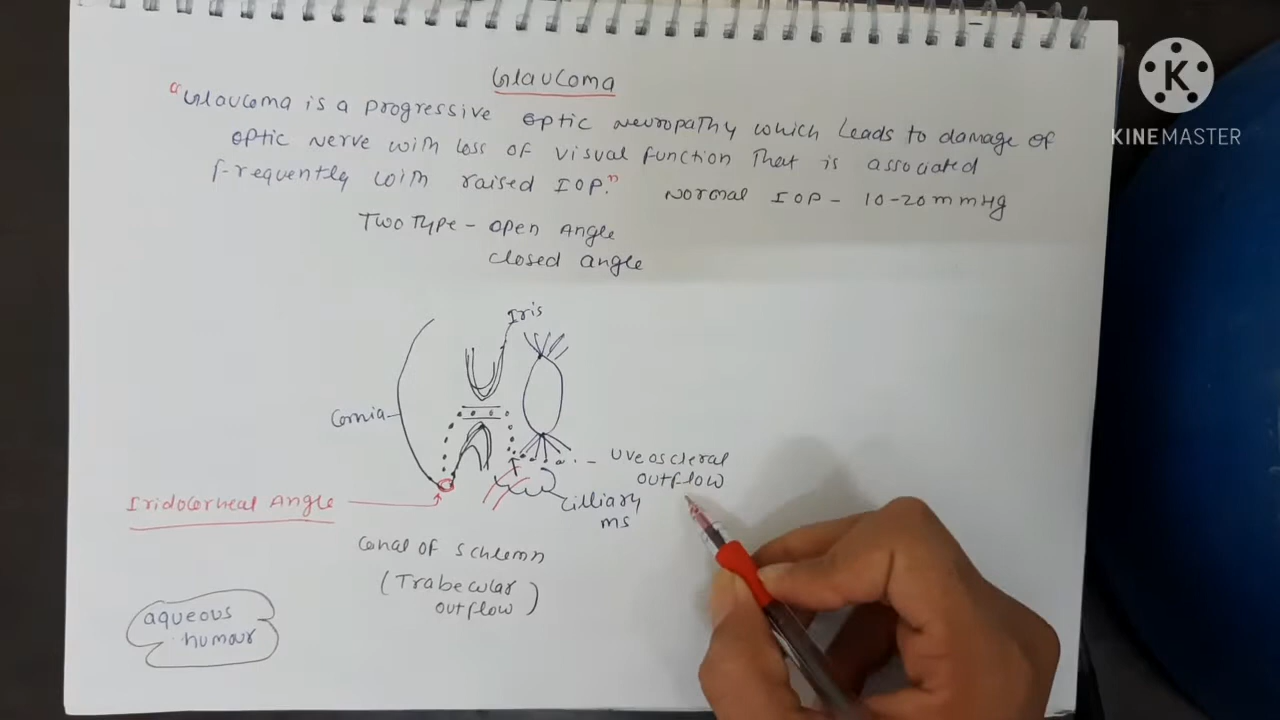 Glaucoma
"Glaucoma is a progressive optic neuropathy which leads to damage of
optic nerve with loss of visual function that is associated
frequently with raised IOP."
Normal IOP - 10-20 mmHg
Two Type - open Angle
closed angle
Iris
Cornia
uveoscleral
outflow
Iridocorneal Angle
cilliary
ms
canal of schlemn
(Trabecular
outflow)
aqueous
humour
K
KINEMASTER